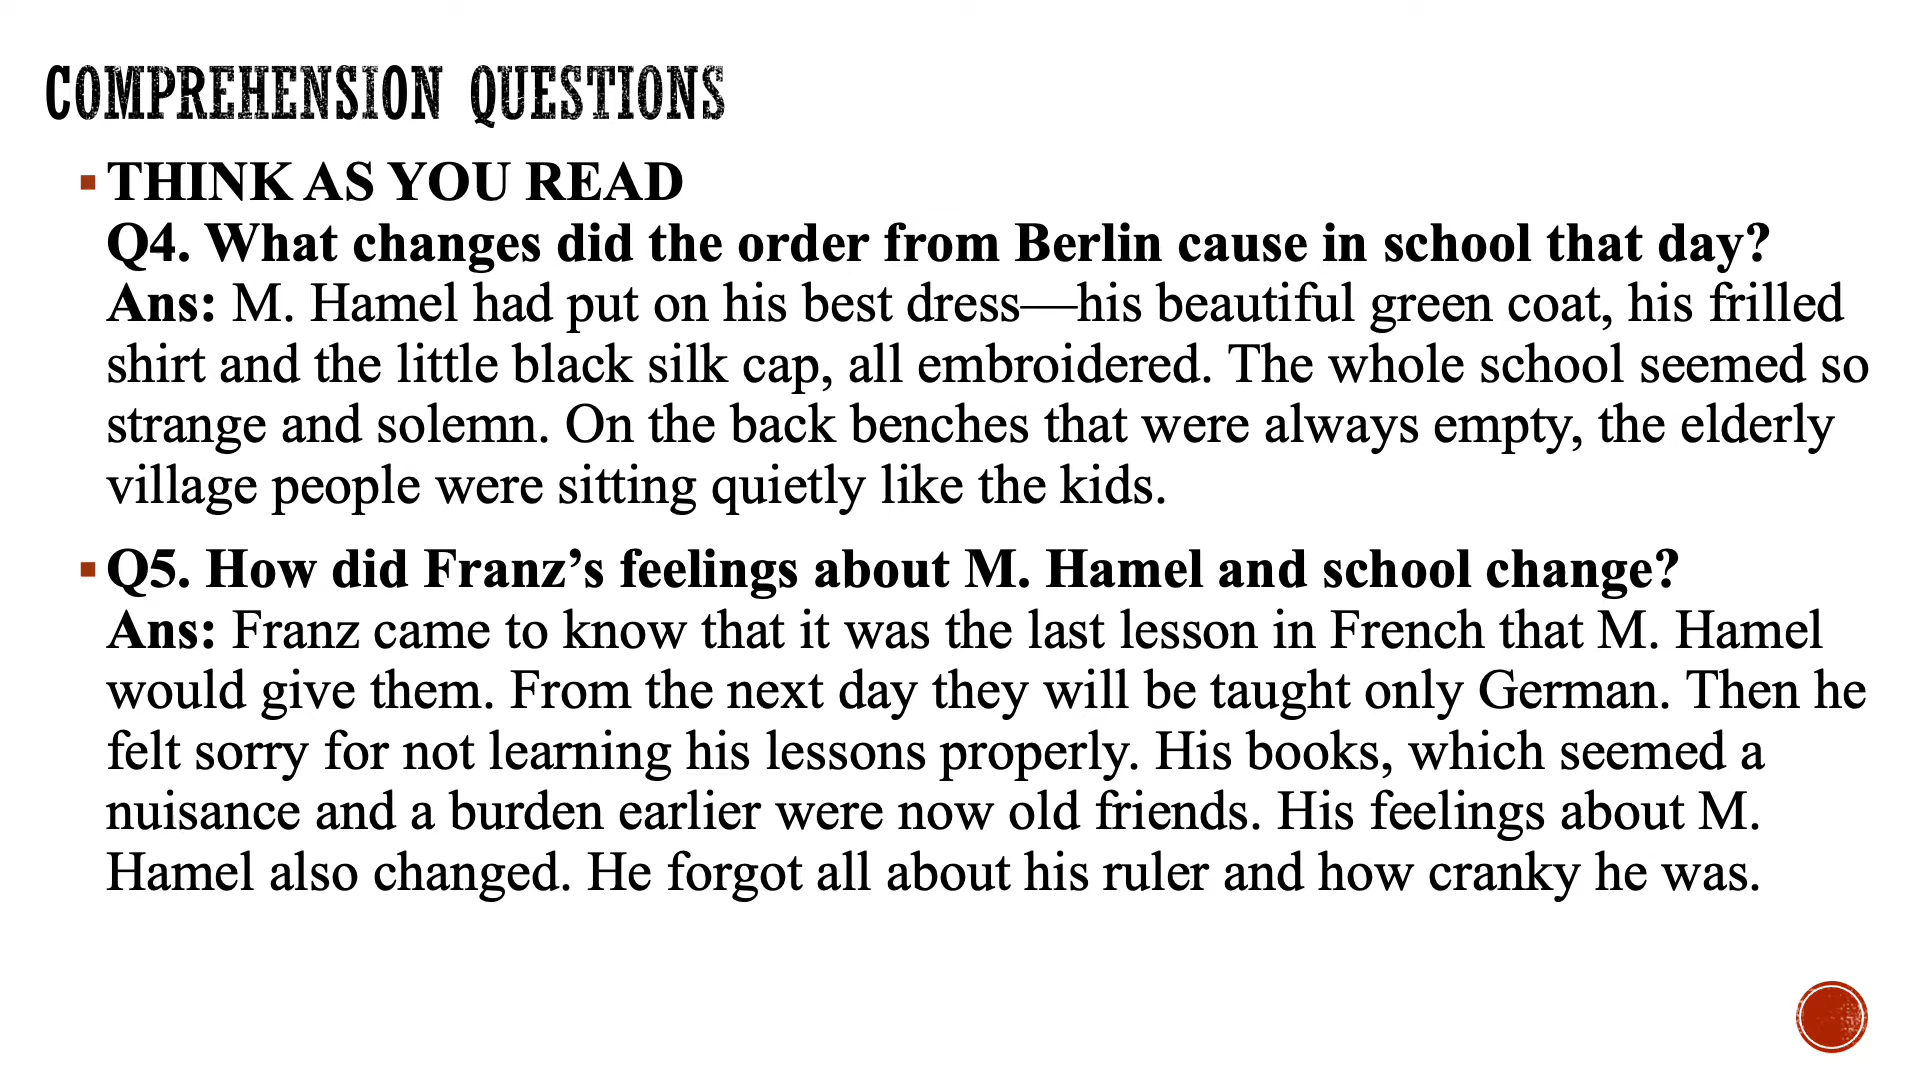 COMPREHENSION QUESTIONS
THINK AS YOU READ
Q4. What changes did the order from Berlin cause in school that day?
Ans: M. Hamel had put on his best dress—his beautiful green coat, his frilled
shirt and the little black silk cap, all embroidered. The whole school seemed so
strange and solemn. On the back benches that were always empty, the elderly
village people were sitting quietly like the kids.
Q5. How did Franz’s feelings about M. Hamel and school change?
Ans: Franz came to know that it was the last lesson in French that M. Hamel
would give them. From the next day they will be taught only German. Then he
felt sorry for not learning his lessons properly. His books, which seemed a
nuisance and a burden earlier were now old friends. His feelings about M.
Hamel also changed. He forgot all about his ruler and how cranky he was.